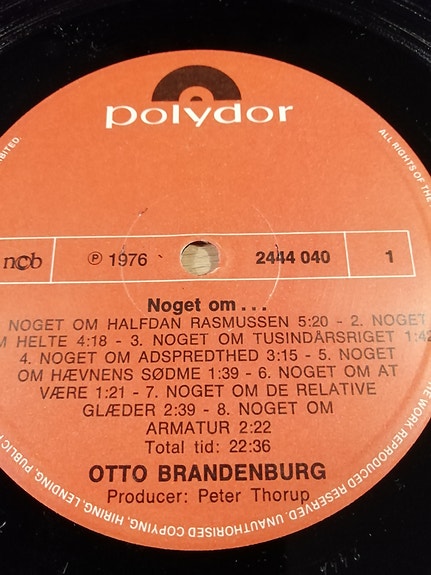 polydor
ncb
℗ 1976
2444 040
1
Noget om...
NOGET OM HALFDAN RASMUSSEN 5:20 - 2. NOGET
OM HELTE 4:18 - 3. NOGET OM TUSINDÅRSRIGET 1:42
4. NOGET OM ADSPREDTHED 3:15 - 5. NOGET
OM HÆVNENS SØDME 1:39 - 6. NOGET OM AT
VÆRE 1:21 - 7. NOGET OM DE RELATIVE
GLÆDER 2:39 - 8. NOGET OM
ARMATUR 2:22
Total tid: 22:36
OTTO BRANDENBURG
Producer: Peter Thorup
ALL RIGHTS OF THE
WORK REPRODUCED RESERVED. UNAUTHORISED COPYING, HIRING, LENDING, PUBLIC